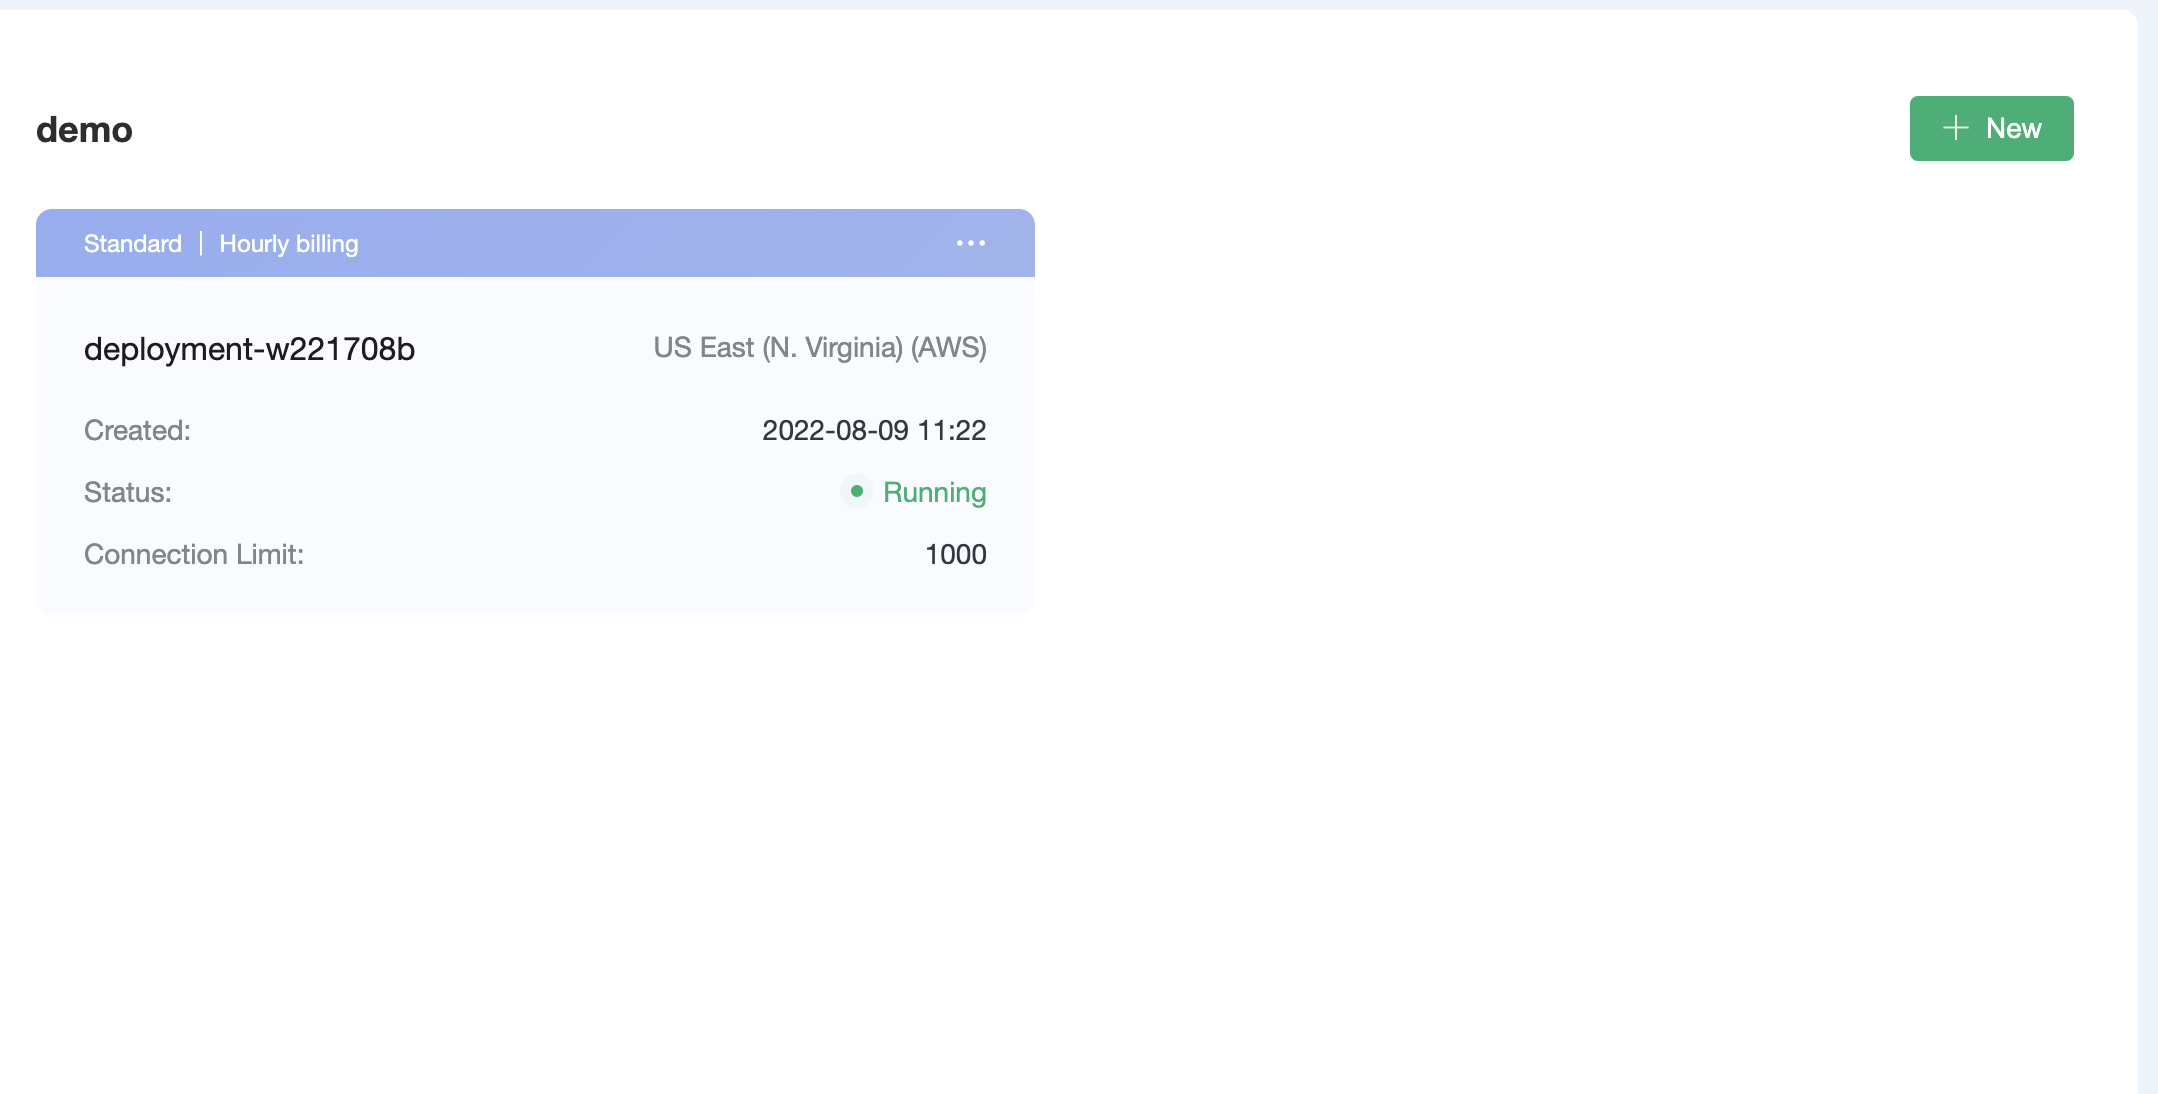 demo
New
Standard | Hourly billing
deployment-w221708b US East (N. Virginia) (AWS)
Created: 2022-08-09 11:22
Status: Running
Connection Limit: 1000